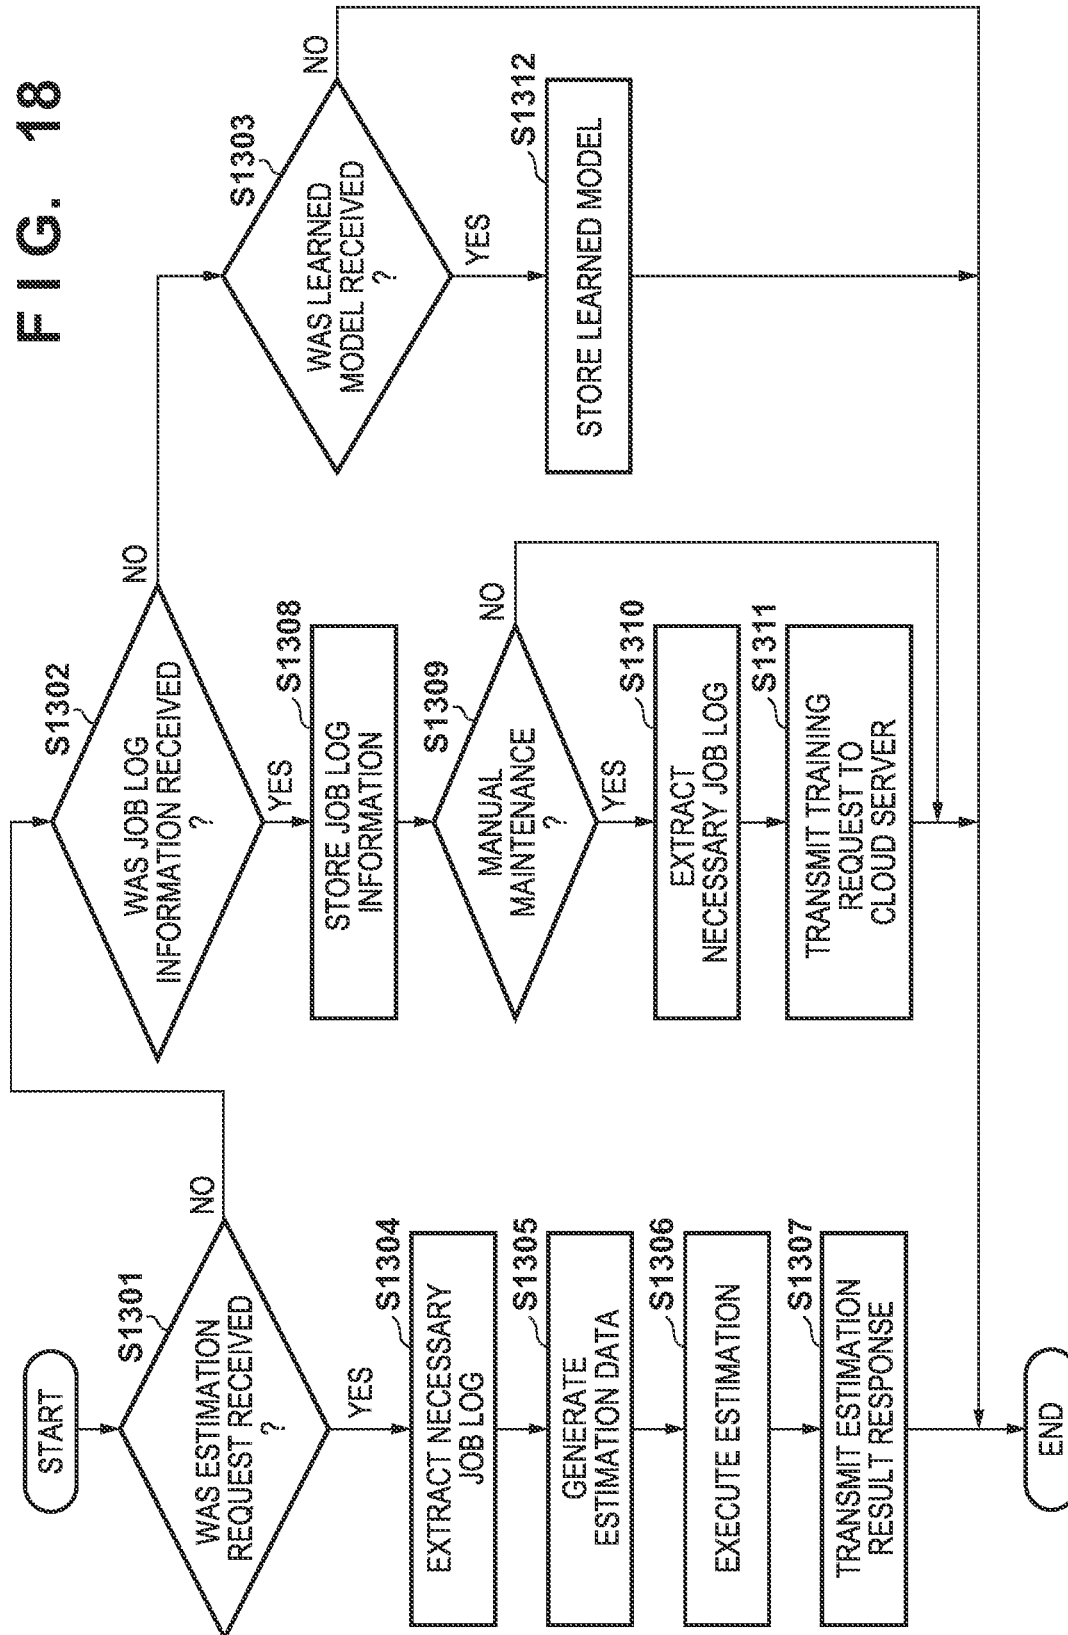 FIG. 18
START
S1301
WAS ESTIMATION
REQUEST RECEIVED
?
NO
YES
S1304
EXTRACT NECESSARY
JOB LOG
S1305
GENERATE
ESTIMATION DATA
S1306
EXECUTE ESTIMATION
S1307
TRANSMIT ESTIMATION
RESULT RESPONSE
END
S1302
WAS JOB LOG
INFORMATION RECEIVED
?
NO
YES
S1308
STORE JOB LOG
INFORMATION
S1309
MANUAL
MAINTENANCE
?
NO
YES
S1310
EXTRACT
NECESSARY JOB LOG
S1311
TRANSMIT TRAINING
REQUEST TO
CLOUD SERVER
S1303
WAS LEARNED
MODEL RECEIVED
?
NO
YES
S1312
STORE LEARNED MODEL